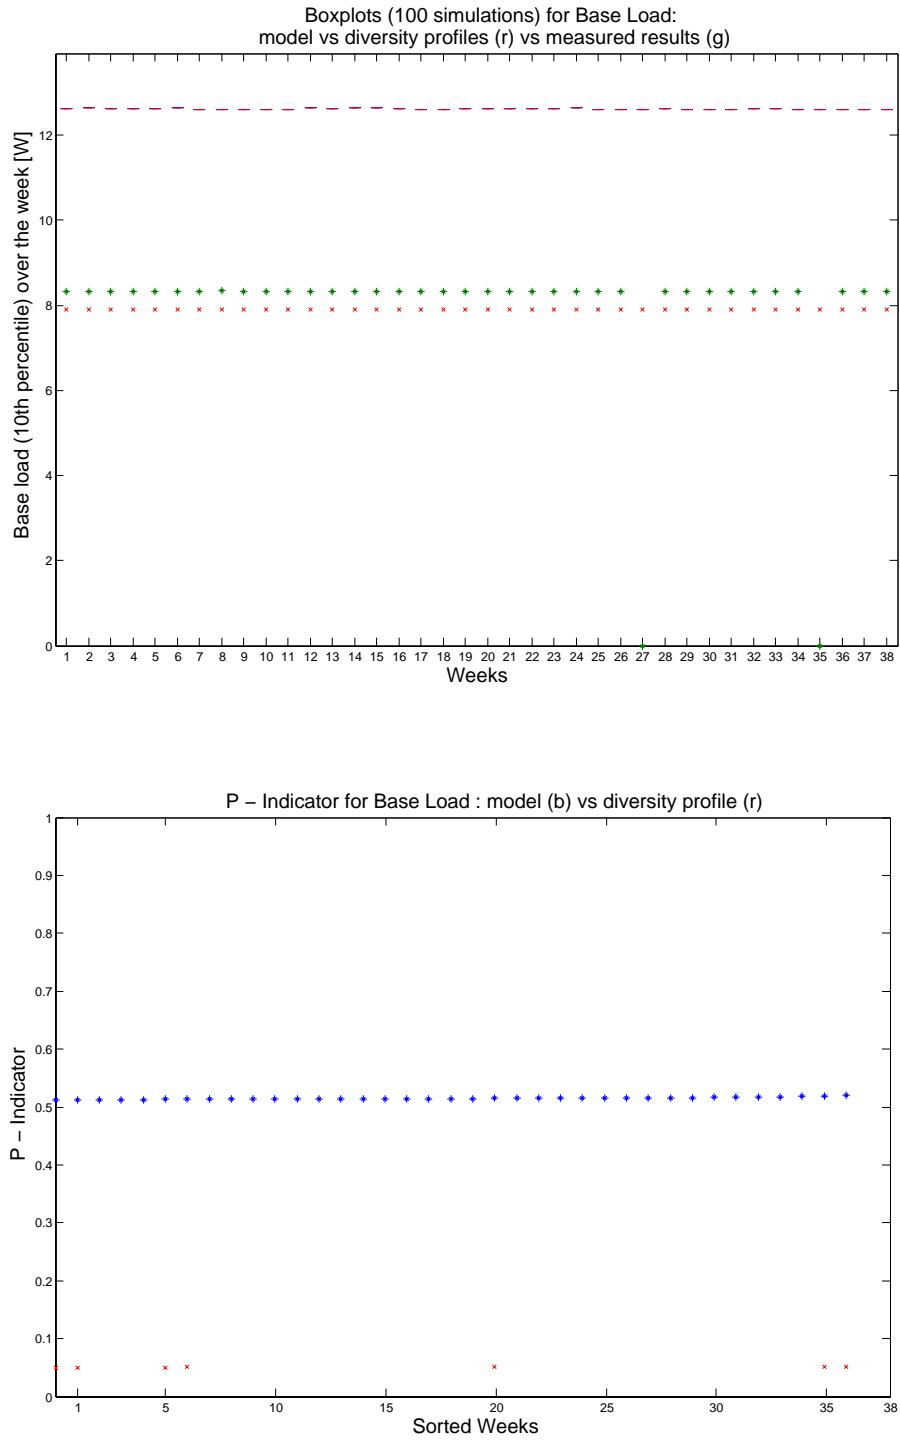 Boxplots (100 simulations) for Base Load:
model vs diversity profiles (r) vs measured results (g)
Base load (10th percentile) over the week [W]
12
10
8
6
4
2
0
1 2 3 4 5 6 7 8 9 10 11 12 13 14 15 16 17 18 19 20 21 22 23 24 25 26 27 28 29 30 31 32 33 34 35 36 37 38
Weeks
P – Indicator for Base Load : model (b) vs diversity profile (r)
P – Indicator
1
0.9
0.8
0.7
0.6
0.5
0.4
0.3
0.2
0.1
0
1 5 10 15 20 25 30 35 38
Sorted Weeks